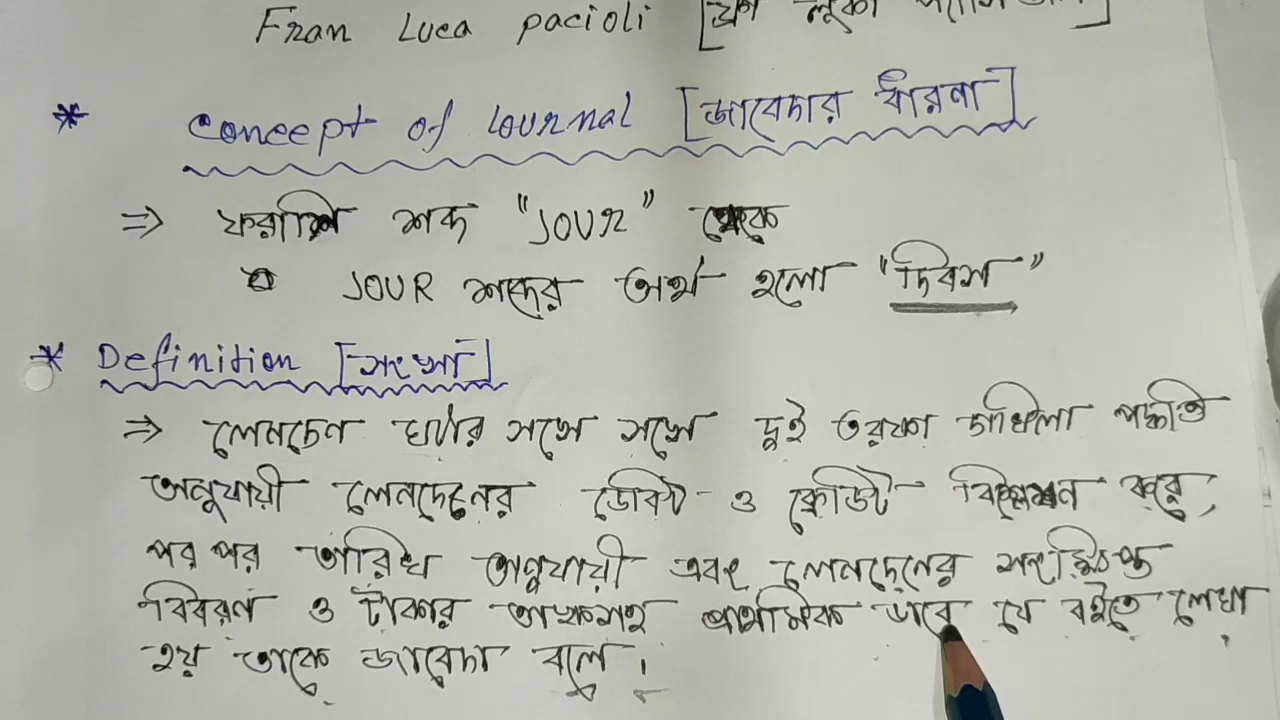 Fran Luca pacioli [ফ্রা লুকা
* Concept of Journal [জাবেদার ধারনা]
⇒ ফরাশি শব্দ "JOUR" থেকে
JOUR শব্দের অর্থ হলো "দিবস"
* Definition [সংজ্ঞা]
⇒ লেনদেন ঘটার সঙ্গে সঙ্গে দুই তরফা দাখিলা পদ্ধতি
অনুযায়ী লেনদেনের ডেবিট ও ক্রেডিট বিশ্লেষন করে,
পর পর তারিখ অনুযায়ী এবং লেনদেনের সংক্ষিপ্ত
বিবরন ও টাকার অঙ্কসহ প্রাথমিক ভাবে যে বইতে লেখা
হয় তাকে জাবেদা বলে।